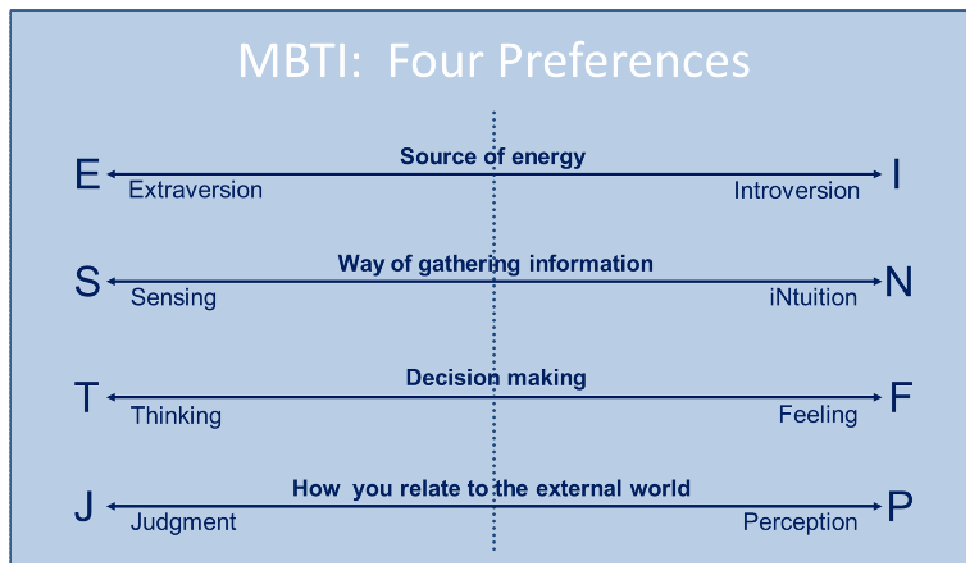 MBTI: Four Preferences
Source of energy
E I
Extraversion Introversion
Way of gathering information
S N
Sensing iNtuition
Decision making
T F
Thinking Feeling
How you relate to the external world
J P
Judgment Perception